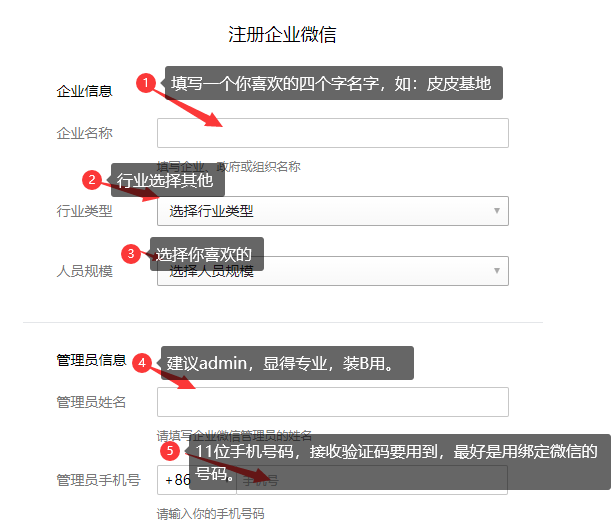 注册企业微信
1 填写一个你喜欢的四个字名字，如：皮皮基地
企业信息
企业名称
填写企业、政府或组织名称
2 行业选择其他
行业类型 选择行业类型
3 选择你喜欢的
人员规模 选择人员规模
管理员信息 4 建议admin，显得专业，装B用。
管理员姓名
请填写企业微信管理员的姓名
5 11位手机号码，接收验证码要用到，最好是用绑定微信的
号码。
管理员手机号 +86 手机号
请输入你的手机号码